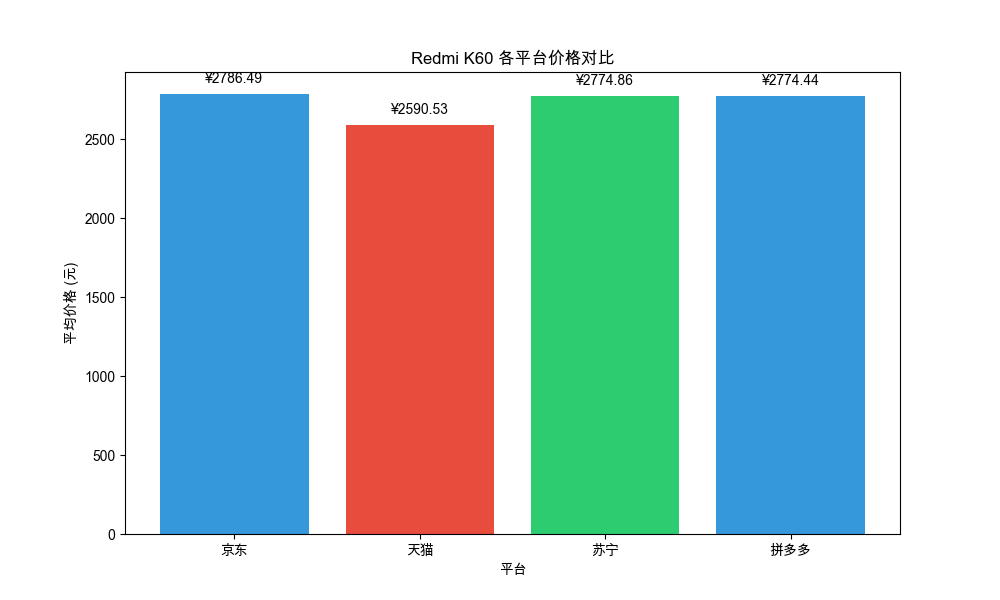 Redmi K60 各平台价格对比
¥2786.49
¥2590.53
¥2774.86
¥2774.44
平均价格 (元)
2500
2000
1500
1000
500
0
京东
天猫
苏宁
拼多多
平台